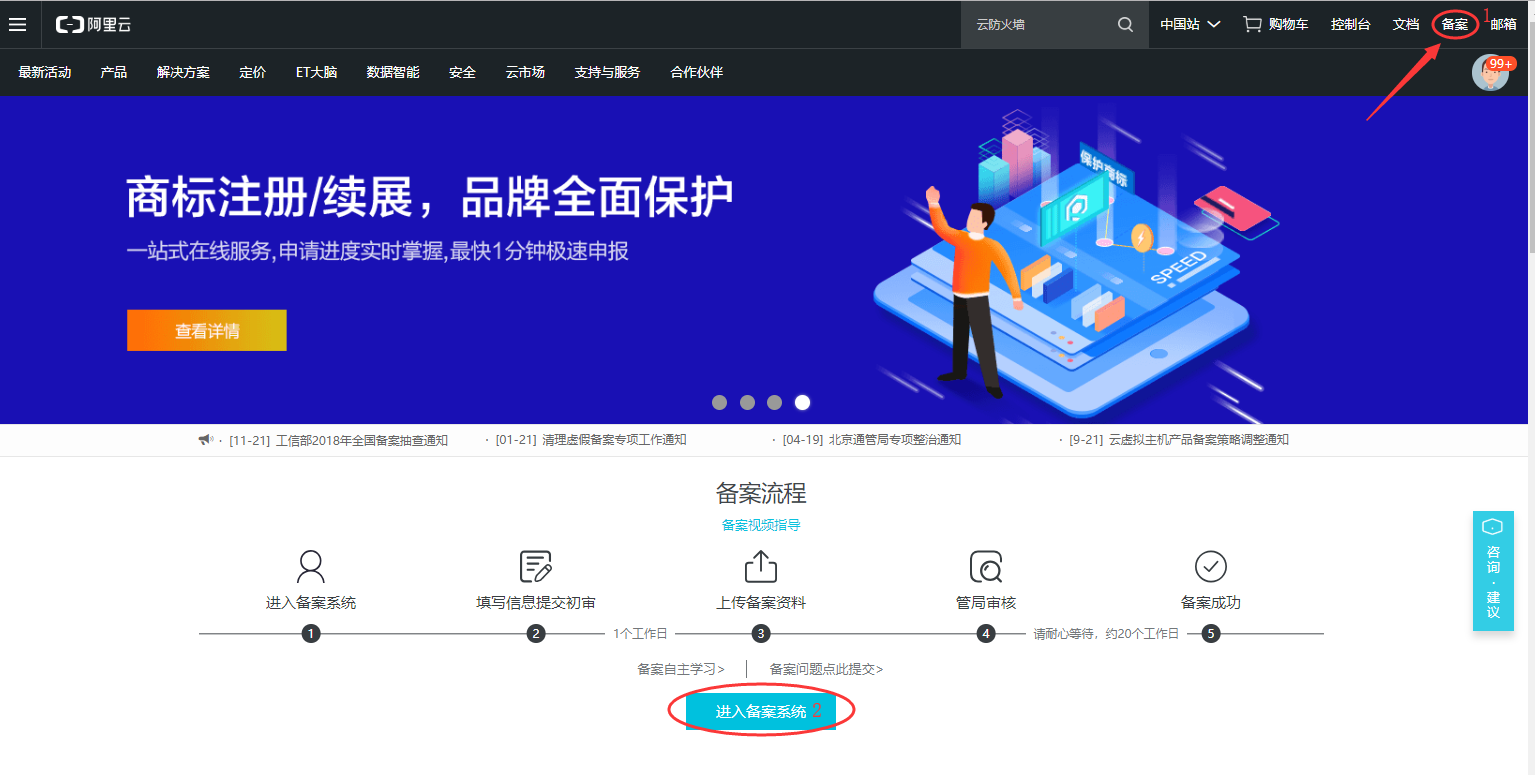 阿里云
云防火墙
中国站 购物车 控制台 文档 备案 1 邮箱
最新活动 产品 解决方案 定价 ET大脑 数据智能 安全 云市场 支持与服务 合作伙伴 99+
商标注册/续展，品牌全面保护
一站式在线服务,申请进度实时掌握,最快1分钟极速申报
查看详情
保护商标
SPEED
· [11-21] 工信部2018年全国备案抽查通知 · [01-21] 清理虚假备案专项工作通知 · [04-19] 北京通管局专项整治通知 · [9-21] 云虚拟主机产品备案策略调整通知
备案流程
备案视频指导
进入备案系统 填写信息提交初审 上传备案资料 管局审核 备案成功
1 2 1个工作日 3 4 请耐心等待，约20个工作日 5
备案自主学习> 备案问题点此提交>
进入备案系统 2
咨询·建议